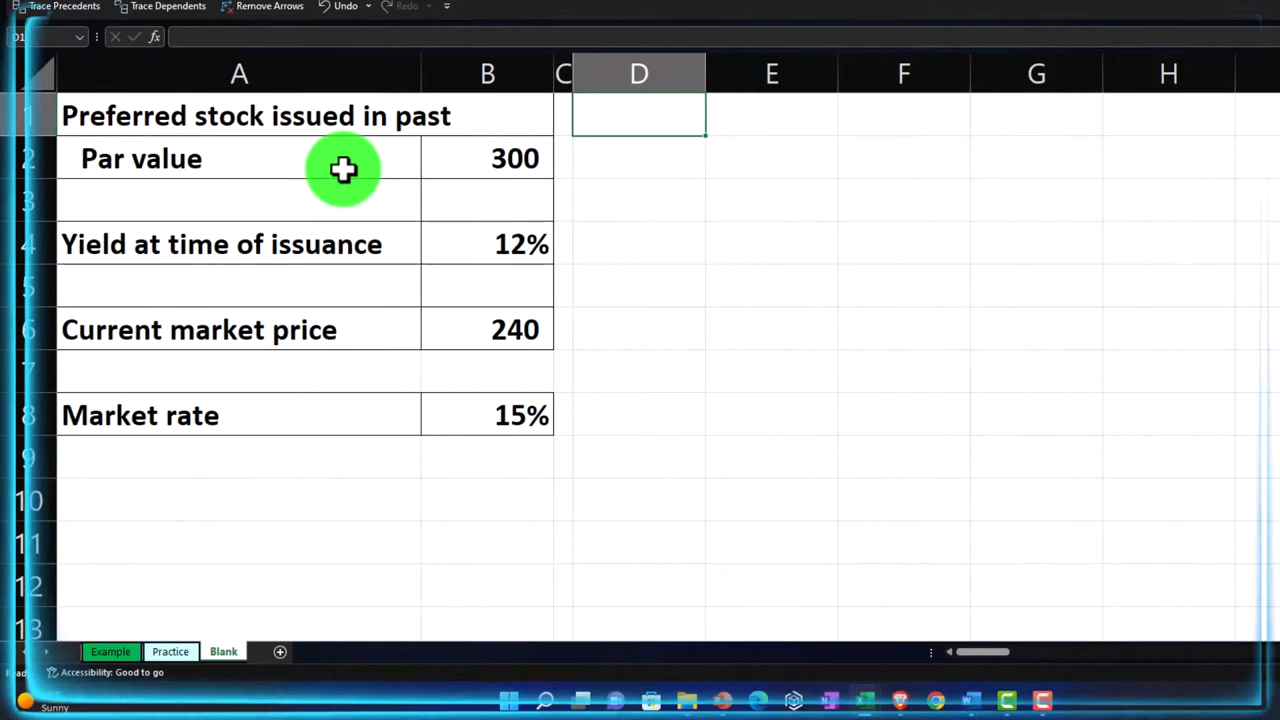 Trace Precedents Trace Dependents Remove Arrows Undo Redo
D1 fx
A B C D E F G H
1 Preferred stock issued in past
2 Par value 300
3
4 Yield at time of issuance 12%
5
6 Current market price 240
7
8 Market rate 15%
9
10
11
12
13
Example Practice Blank
Ready Accessibility: Good to go
Sunny